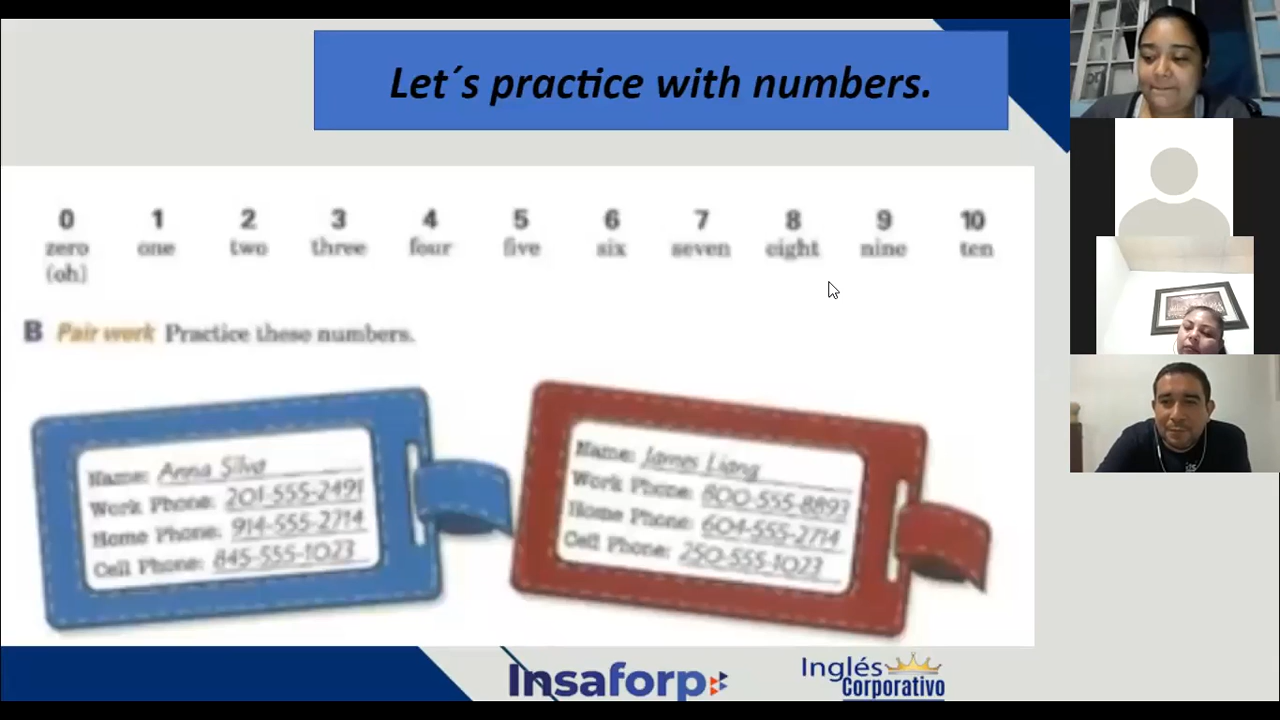 Let´s practice with numbers.
0 1 2 3 4 5 6 7 8 9 10
zero one two three four five six seven eight nine ten
(oh)
B Pair work Practice these numbers.
Name: Anna Silva
Work Phone: 201-555-2491
Home Phone: 914-555-2714
Cell Phone: 845-555-1023
Name: James Liang
Work Phone: 800-555-8893
Home Phone: 604-555-2714
Cell Phone: 250-555-1023
Insaforp
Inglés
Corporativo